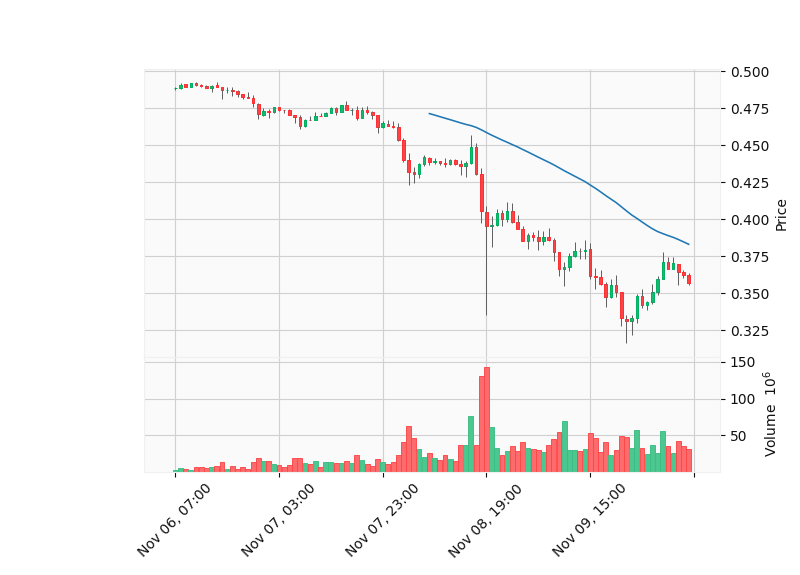 0.500
0.475
0.450
0.425
0.400
0.375
0.350
0.325
Price
150
100
50
Volume 10⁶
Nov 06, 07:00
Nov 07, 03:00
Nov 07, 23:00
Nov 08, 19:00
Nov 09, 15:00